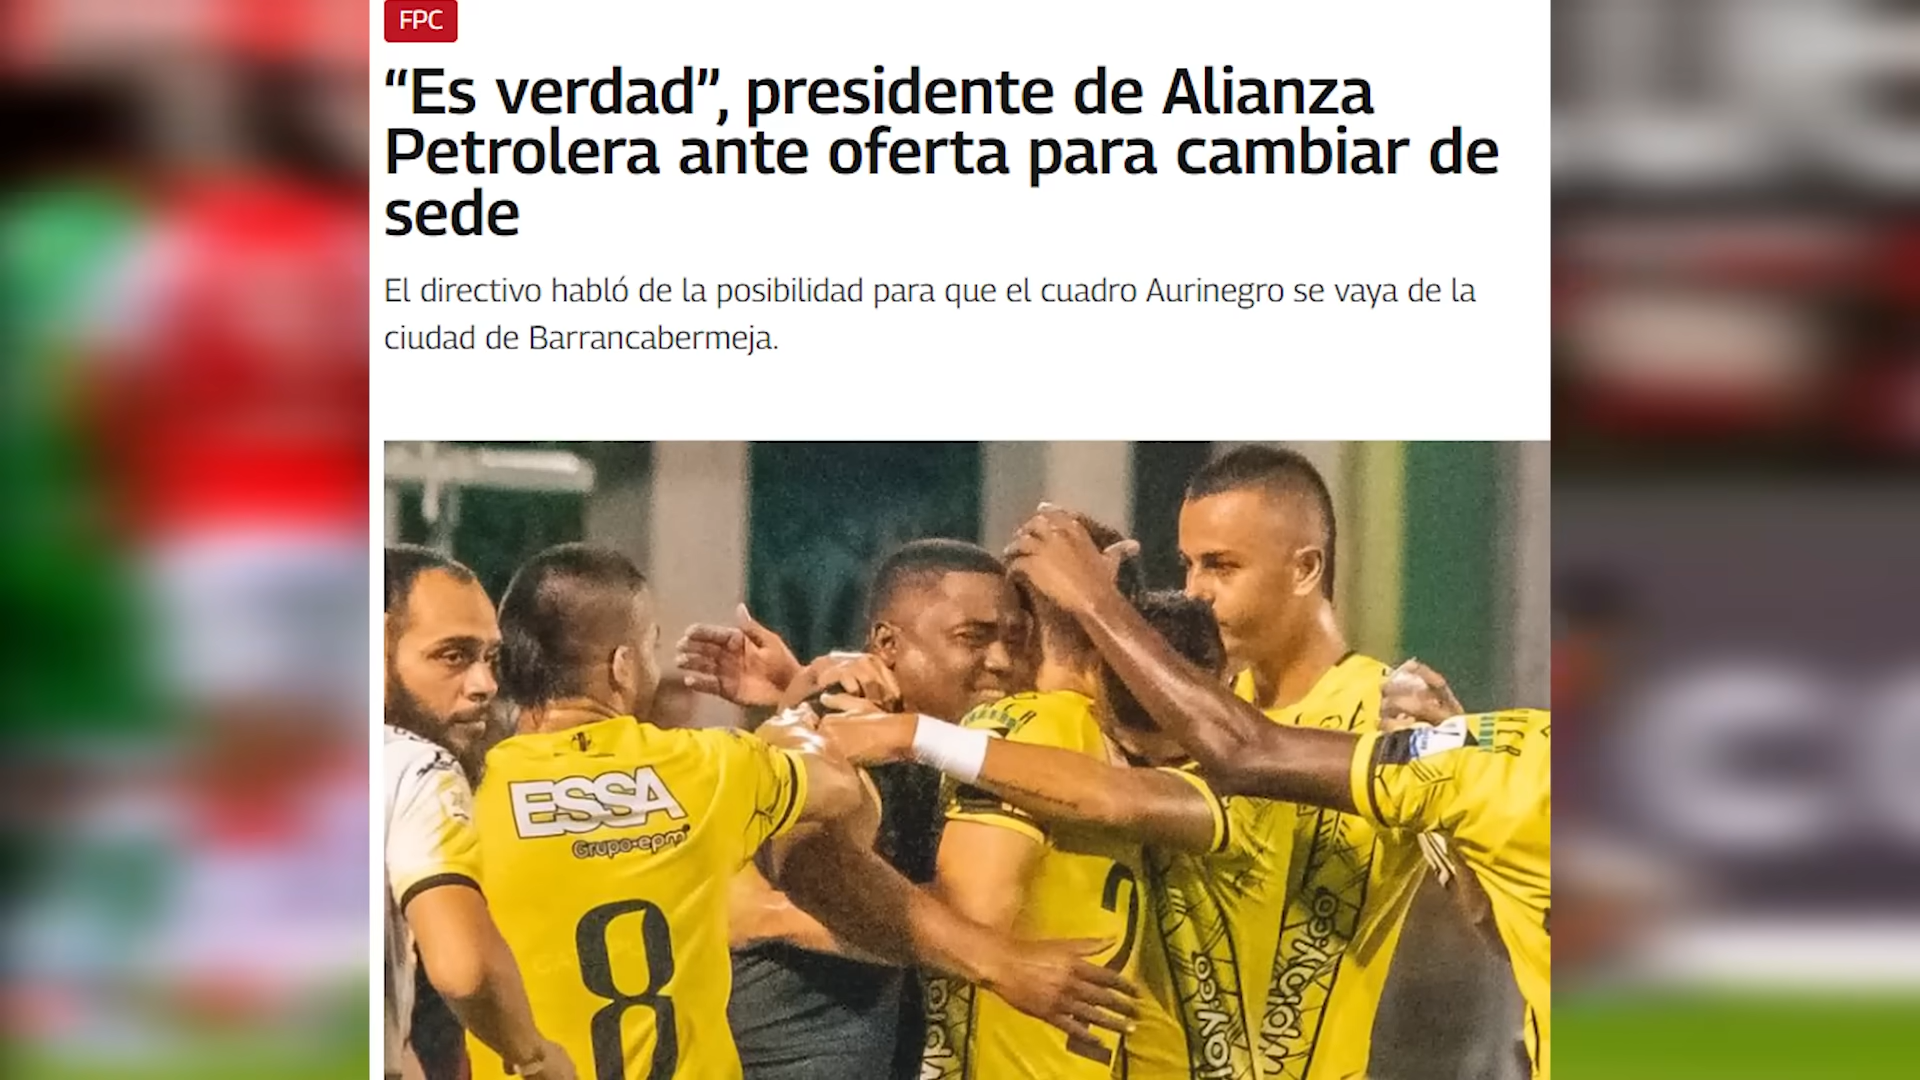 FPC
“Es verdad”, presidente de Alianza
Petrolera ante oferta para cambiar de
sede
El directivo habló de la posibilidad para que el cuadro Aurinegro se vaya de la
ciudad de Barrancabermeja.
ESSA
Grupo·epm
8
2